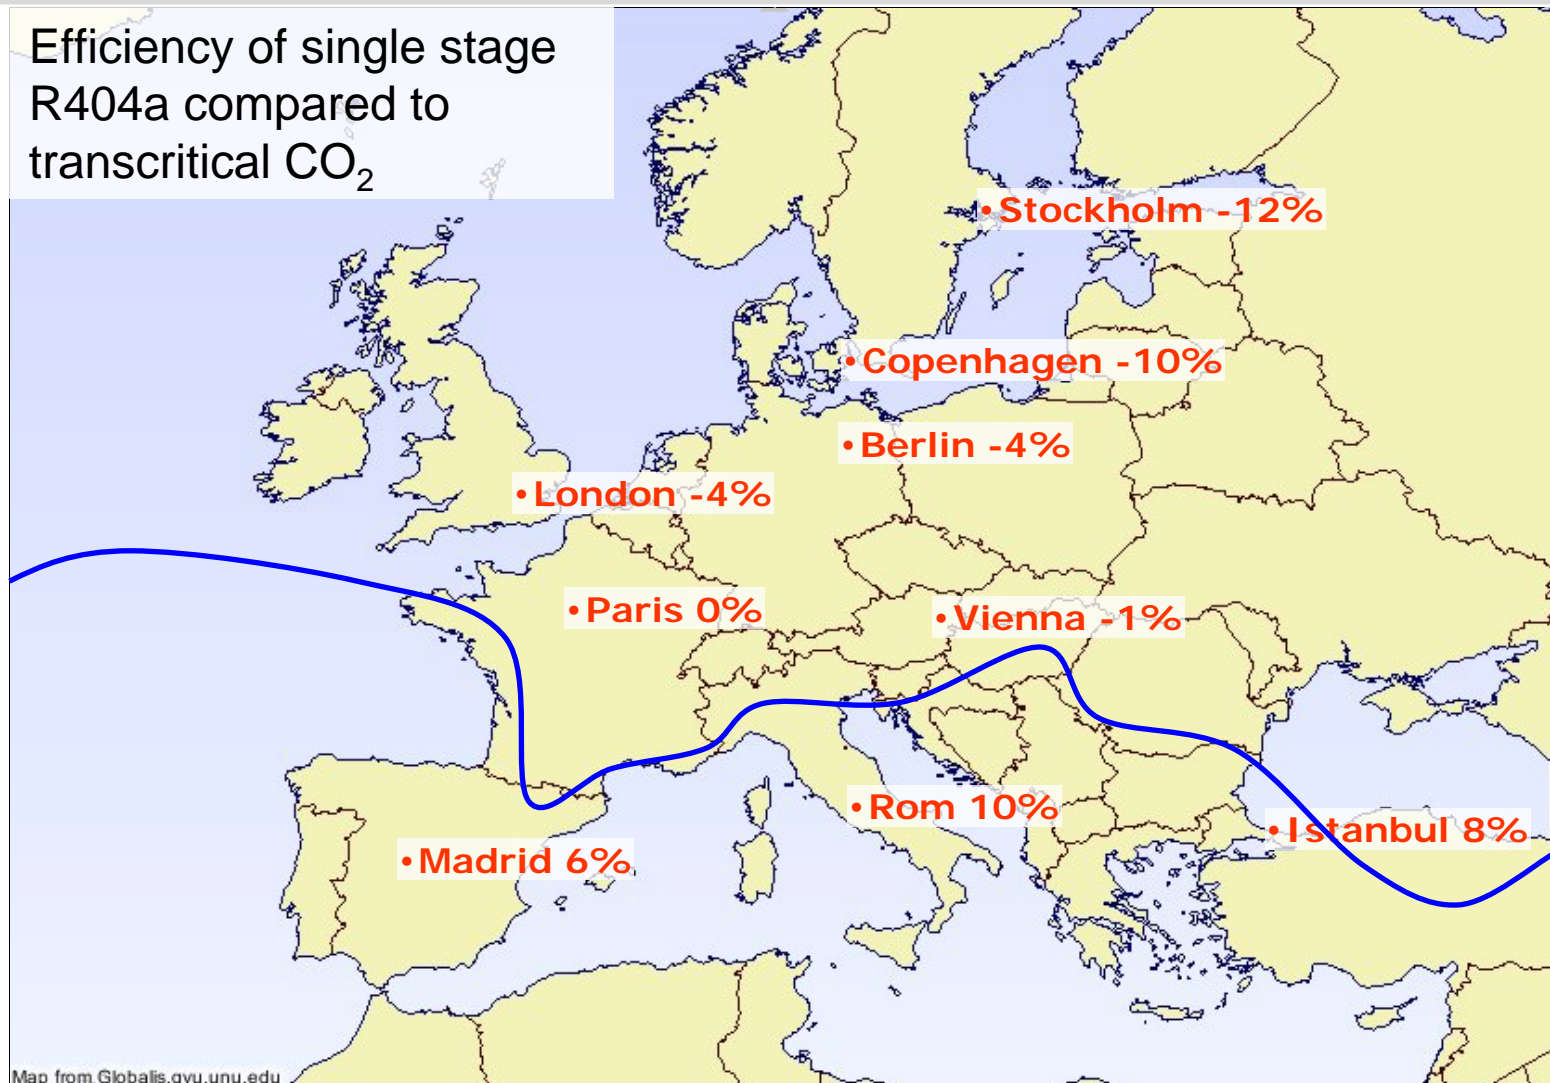 Efficiency of single stage
R404a compared to
transcritical CO₂
•Stockholm -12%
•Copenhagen -10%
•Berlin -4%
•London -4%
•Paris 0%
•Vienna -1%
•Rom 10%
•Istanbul 8%
•Madrid 6%
Map from Globalis.gvu.unu.edu